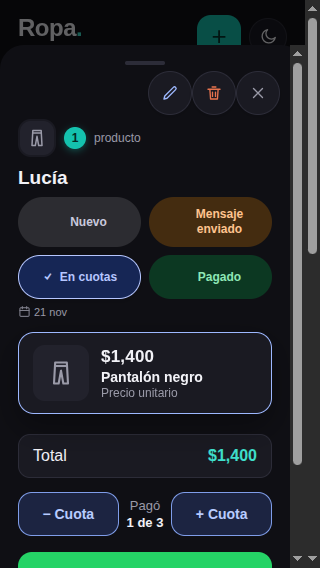 Ropa.
1 producto
Lucía
Nuevo
Mensaje
enviado
En cuotas
Pagado
21 nov
$1,400
Pantalón negro
Precio unitario
Total $1,400
− Cuota
Pagó
1 de 3
+ Cuota